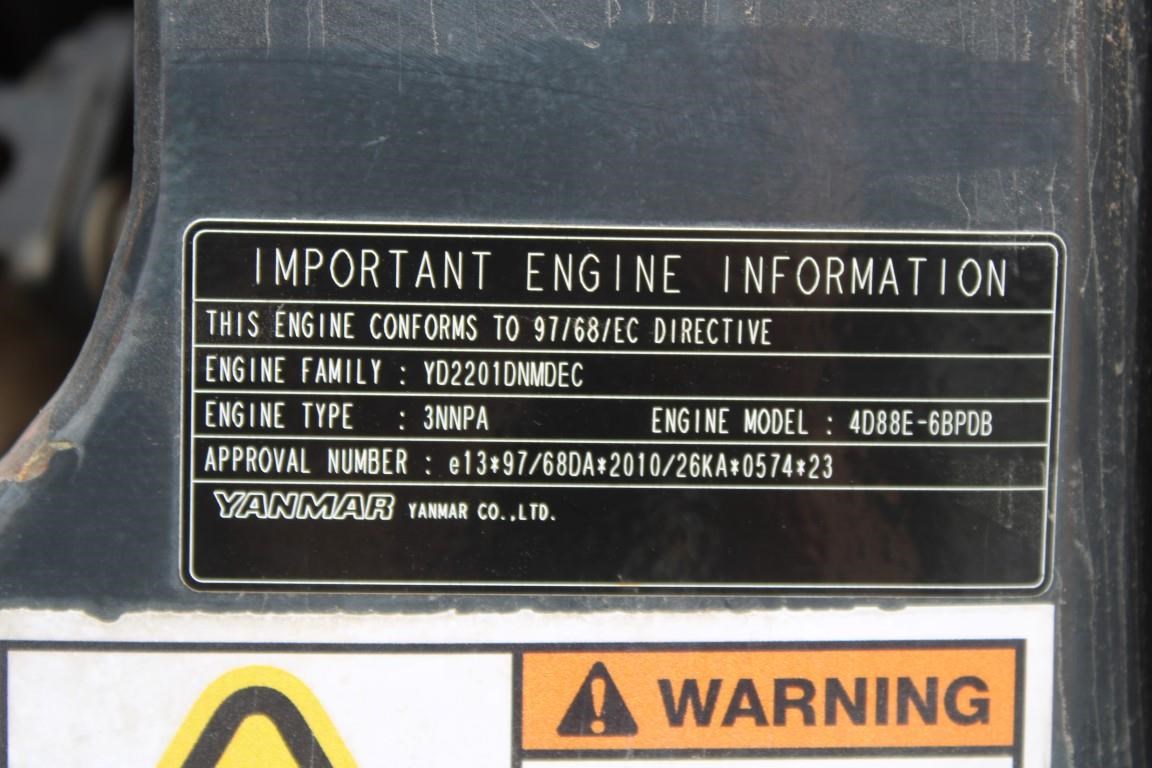 IMPORTANT ENGINE INFORMATION
THIS ENGINE CONFORMS TO 97/68/EC DIRECTIVE
ENGINE FAMILY : YD2201DNMDEC
ENGINE TYPE : 3NNPA ENGINE MODEL : 4D88E-6BPDB
APPROVAL NUMBER : e13*97/68DA*2010/26KA*0574*23
YANMAR YANMAR CO.,LTD.
WARNING